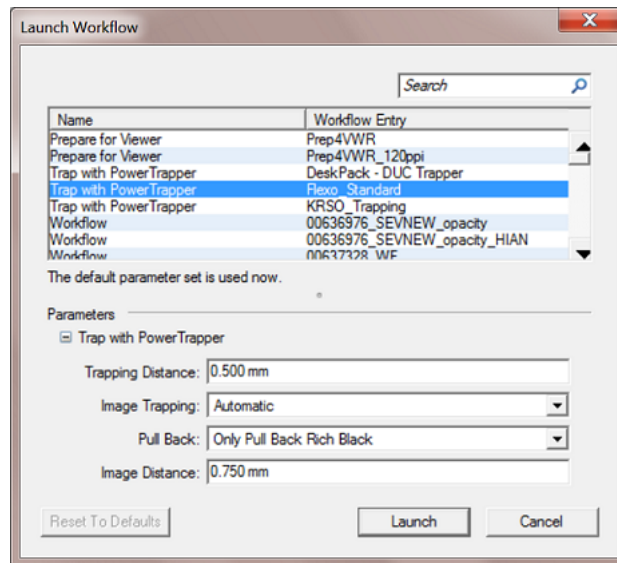 Launch Workflow
Search
Name Workflow Entry
Prepare for Viewer Prep4VWR
Prepare for Viewer Prep4VWR_120ppi
Trap with PowerTrapper DeskPack - DUC Trapper
Trap with PowerTrapper Flexo_Standard
Trap with PowerTrapper KRSO_Trapping
Workflow 00636976_SEVNEW_opacity
Workflow 00636976_SEVNEW_opacity_HIAN
Workflow 00637328_WF
The default parameter set is used now.
Parameters
Trap with PowerTrapper
Trapping Distance: 0.500 mm
Image Trapping: Automatic
Pull Back: Only Pull Back Rich Black
Image Distance: 0.750 mm
Reset To Defaults Launch Cancel